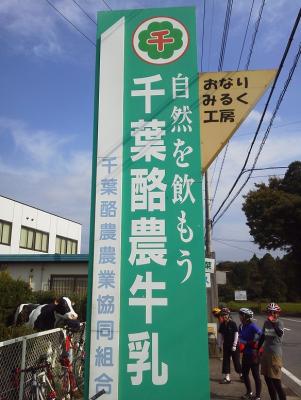 千
自然を飲もう
千葉酪農牛乳
千葉酪農農業協同組合
おなり
みるく
工房